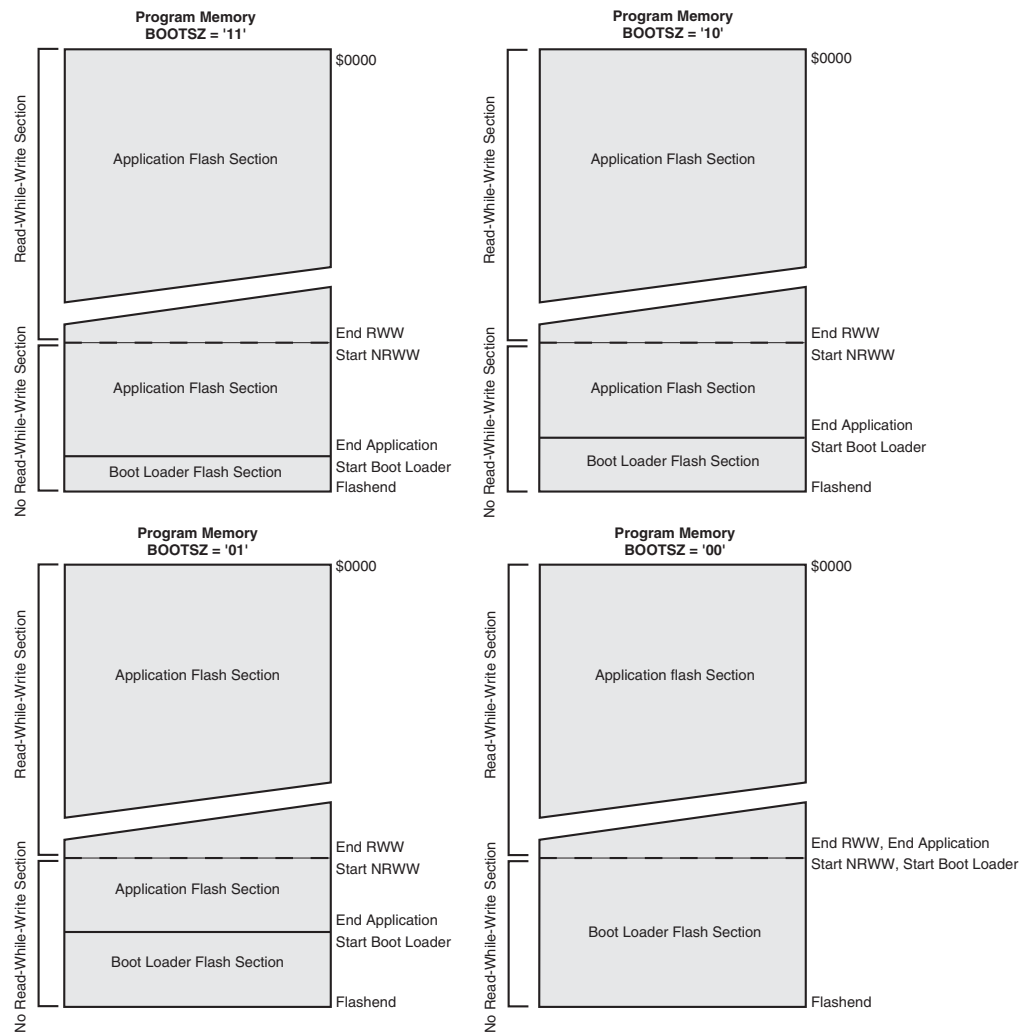 Program Memory
BOOTSZ = '11'
$0000
Read-While-Write Section
Application Flash Section
End RWW
Start NRWW
No Read-While-Write Section
Application Flash Section
End Application
Start Boot Loader
Boot Loader Flash Section
Flashend
Program Memory
BOOTSZ = '10'
$0000
Read-While-Write Section
Application Flash Section
End RWW
Start NRWW
No Read-While-Write Section
Application Flash Section
End Application
Start Boot Loader
Boot Loader Flash Section
Flashend
Program Memory
BOOTSZ = '01'
$0000
Read-While-Write Section
Application Flash Section
End RWW
Start NRWW
No Read-While-Write Section
Application Flash Section
End Application
Start Boot Loader
Boot Loader Flash Section
Flashend
Program Memory
BOOTSZ = '00'
$0000
Read-While-Write Section
Application flash Section
End RWW, End Application
Start NRWW, Start Boot Loader
No Read-While-Write Section
Boot Loader Flash Section
Flashend